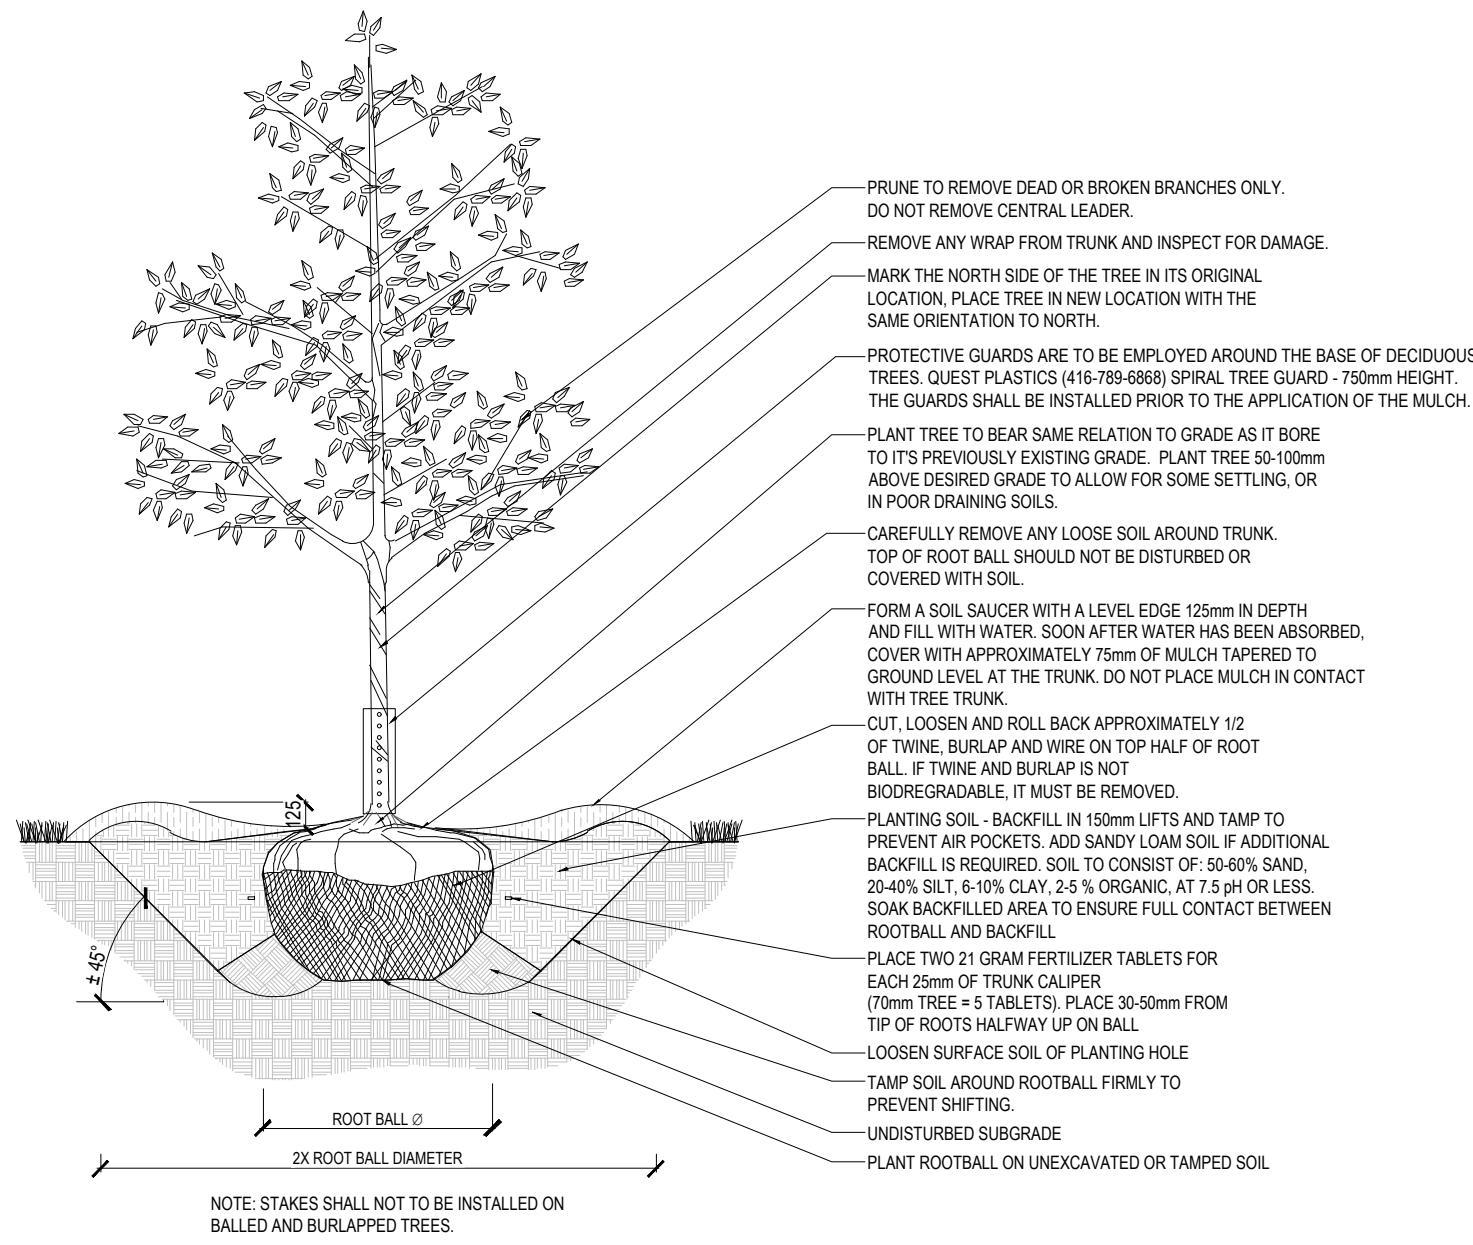 PRUNE TO REMOVE DEAD OR BROKEN BRANCHES ONLY.
DO NOT REMOVE CENTRAL LEADER.
REMOVE ANY WRAP FROM TRUNK AND INSPECT FOR DAMAGE.
MARK THE NORTH SIDE OF THE TREE IN ITS ORIGINAL
LOCATION, PLACE TREE IN NEW LOCATION WITH THE
SAME ORIENTATION TO NORTH.
PROTECTIVE GUARDS ARE TO BE EMPLOYED AROUND THE BASE OF DECIDUOUS
TREES. QUEST PLASTICS (416-789-6868) SPIRAL TREE GUARD - 750mm HEIGHT.
THE GUARDS SHALL BE INSTALLED PRIOR TO THE APPLICATION OF THE MULCH.
PLANT TREE TO BEAR SAME RELATION TO GRADE AS IT BORE
TO IT'S PREVIOUSLY EXISTING GRADE. PLANT TREE 50-100mm
ABOVE DESIRED GRADE TO ALLOW FOR SOME SETTLING, OR
IN POOR DRAINING SOILS.
CAREFULLY REMOVE ANY LOOSE SOIL AROUND TRUNK.
TOP OF ROOT BALL SHOULD NOT BE DISTURBED OR
COVERED WITH SOIL.
FORM A SOIL SAUCER WITH A LEVEL EDGE 125mm IN DEPTH
AND FILL WITH WATER. SOON AFTER WATER HAS BEEN ABSORBED,
COVER WITH APPROXIMATELY 75mm OF MULCH TAPERED TO
GROUND LEVEL AT THE TRUNK. DO NOT PLACE MULCH IN CONTACT
WITH TREE TRUNK.
CUT, LOOSEN AND ROLL BACK APPROXIMATELY 1/2
OF TWINE, BURLAP AND WIRE ON TOP HALF OF ROOT
BALL. IF TWINE AND BURLAP IS NOT
BIODREGRADABLE, IT MUST BE REMOVED.
PLANTING SOIL - BACKFILL IN 150mm LIFTS AND TAMP TO
PREVENT AIR POCKETS. ADD SANDY LOAM SOIL IF ADDITIONAL
BACKFILL IS REQUIRED. SOIL TO CONSIST OF: 50-60% SAND,
20-40% SILT, 6-10% CLAY, 2-5 % ORGANIC, AT 7.5 pH OR LESS.
SOAK BACKFILLED AREA TO ENSURE FULL CONTACT BETWEEN
ROOTBALL AND BACKFILL
PLACE TWO 21 GRAM FERTILIZER TABLETS FOR
EACH 25mm OF TRUNK CALIPER
(70mm TREE = 5 TABLETS). PLACE 30-50mm FROM
TIP OF ROOTS HALFWAY UP ON BALL
LOOSEN SURFACE SOIL OF PLANTING HOLE
TAMP SOIL AROUND ROOTBALL FIRMLY TO
PREVENT SHIFTING.
UNDISTURBED SUBGRADE
PLANT ROOTBALL ON UNEXCAVATED OR TAMPED SOIL
125
± 45°
ROOT BALL Ø
2X ROOT BALL DIAMETER
NOTE: STAKES SHALL NOT TO BE INSTALLED ON
BALLED AND BURLAPPED TREES.